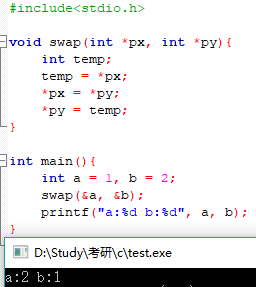 #include<stdio.h>
void swap(int *px, int *py){
    int temp;
    temp = *px;
    *px = *py;
    *py = temp;
}
int main(){
    int a = 1, b = 2;
    swap(&a, &b);
    printf("a:%d b:%d", a, b);
}
D:\Study\考研\c\test.exe
a:2 b:1